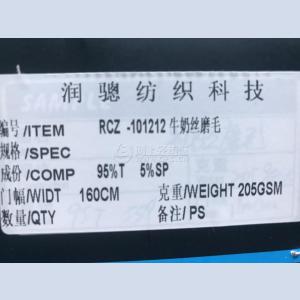 润骢纺织科技
编号/ITEM RCZ -101212 牛奶丝磨毛
规格/SPEC
成份/COMP 95%T 5%SP
门幅/WIDT 160CM 克重/WEIGHT 205GSM
数量/QTY 备注/PS